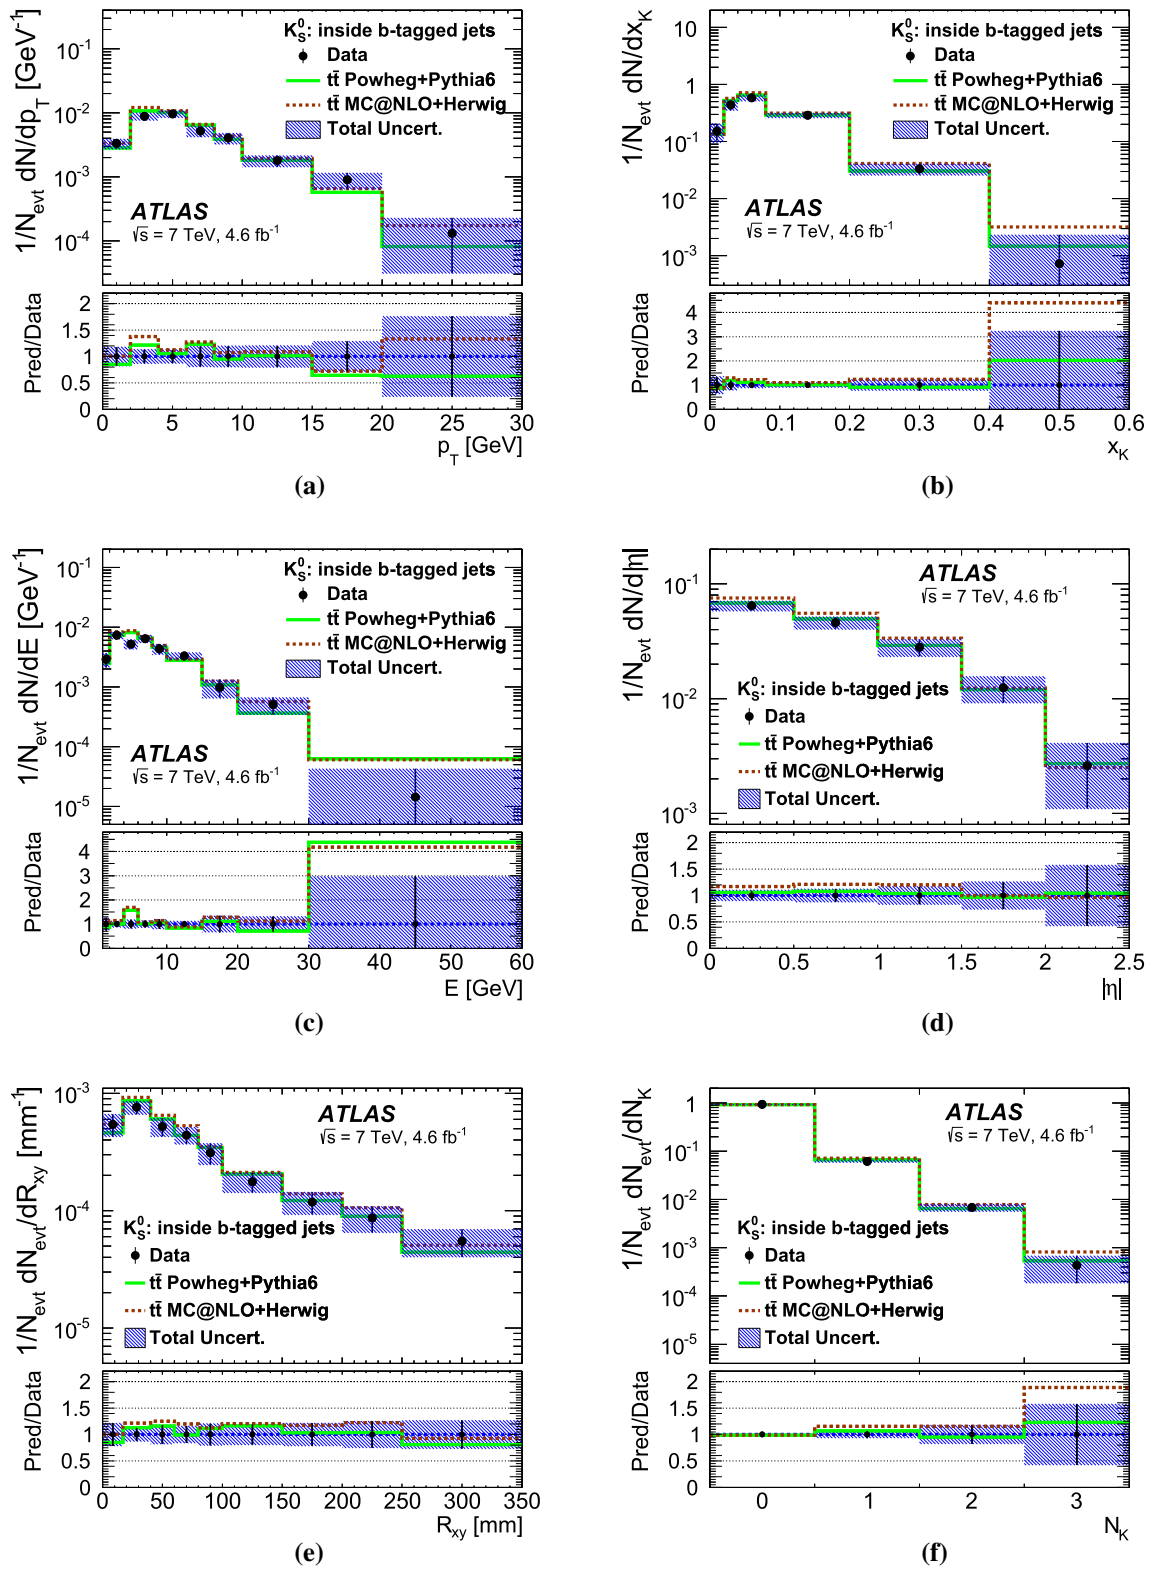 1/N_evt dN/dp_T [GeV⁻¹]
10⁻¹
10⁻²
10⁻³
10⁻⁴
K⁰_S: inside b-tagged jets
Data
tt̄ Powheg+Pythia6
tt̄ MC@NLO+Herwig
Total Uncert.
ATLAS
√s = 7 TeV, 4.6 fb⁻¹
Pred/Data
2
1.5
1
0.5
0
0 5 10 15 20 25 30
p_T [GeV]
(a)
1/N_evt dN/dx_K
10
1
10⁻¹
10⁻²
10⁻³
K⁰_S: inside b-tagged jets
Data
tt̄ Powheg+Pythia6
tt̄ MC@NLO+Herwig
Total Uncert.
ATLAS
√s = 7 TeV, 4.6 fb⁻¹
Pred/Data
4
3
2
1
0
0 0.1 0.2 0.3 0.4 0.5 0.6
x_K
(b)
1/N_evt dN/dE [GeV⁻¹]
10⁻¹
10⁻²
10⁻³
10⁻⁴
10⁻⁵
K⁰_S: inside b-tagged jets
Data
tt̄ Powheg+Pythia6
tt̄ MC@NLO+Herwig
Total Uncert.
ATLAS
√s = 7 TeV, 4.6 fb⁻¹
Pred/Data
4
3
2
1
0
10 20 30 40 50 60
E [GeV]
(c)
1/N_evt dN/d|η|
10⁻¹
10⁻²
10⁻³
ATLAS
√s = 7 TeV, 4.6 fb⁻¹
K⁰_S: inside b-tagged jets
Data
tt̄ Powheg+Pythia6
tt̄ MC@NLO+Herwig
Total Uncert.
Pred/Data
2
1.5
1
0.5
0
0 0.5 1 1.5 2 2.5
|η|
(d)
1/N_evt dN_evt/dR_xy [mm⁻¹]
10⁻³
10⁻⁴
10⁻⁵
ATLAS
√s = 7 TeV, 4.6 fb⁻¹
K⁰_S: inside b-tagged jets
Data
tt̄ Powheg+Pythia6
tt̄ MC@NLO+Herwig
Total Uncert.
Pred/Data
2
1.5
1
0.5
0
0 50 100 150 200 250 300 350
R_xy [mm]
(e)
1/N_evt dN_evt/dN_K
1
10⁻¹
10⁻²
10⁻³
10⁻⁴
10⁻⁵
ATLAS
√s = 7 TeV, 4.6 fb⁻¹
K⁰_S: inside b-tagged jets
Data
tt̄ Powheg+Pythia6
tt̄ MC@NLO+Herwig
Total Uncert.
Pred/Data
2
1.5
1
0.5
0
0 1 2 3
N_K
(f)